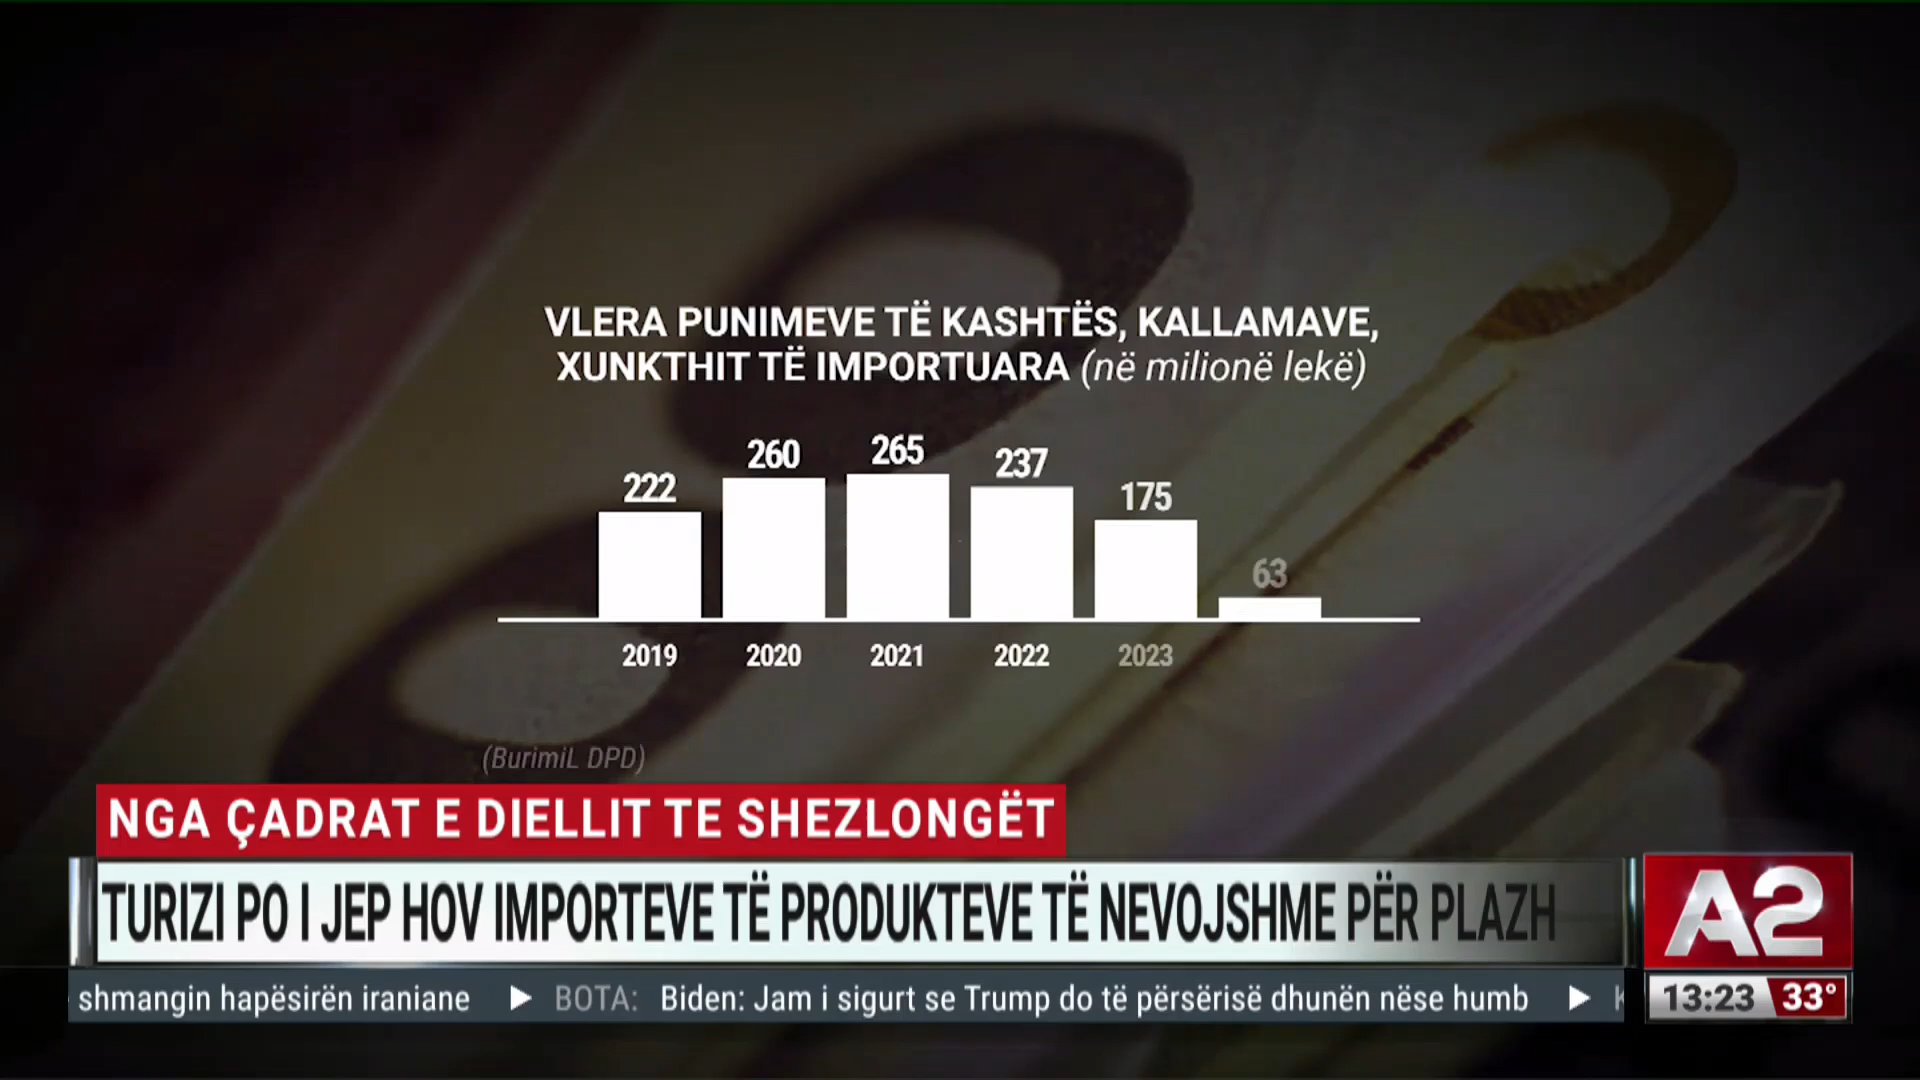 VLERA PUNIMEVE TË KASHTËS, KALLAMAVE,
XUNKTHIT TË IMPORTUARA (në milionë lekë)
222 260 265 237 175 63
2019 2020 2021 2022 2023
(BurimiL DPD)
NGA ÇADRAT E DIELLIT TE SHEZLONGËT
TURIZI PO I JEP HOV IMPORTEVE TË PRODUKTEVE TË NEVOJSHME PËR PLAZH
A2
shmangin hapësirën iraniane ▶ BOTA: Biden: Jam i sigurt se Trump do të përsërisë dhunën nëse humb ▶
13:23 33°